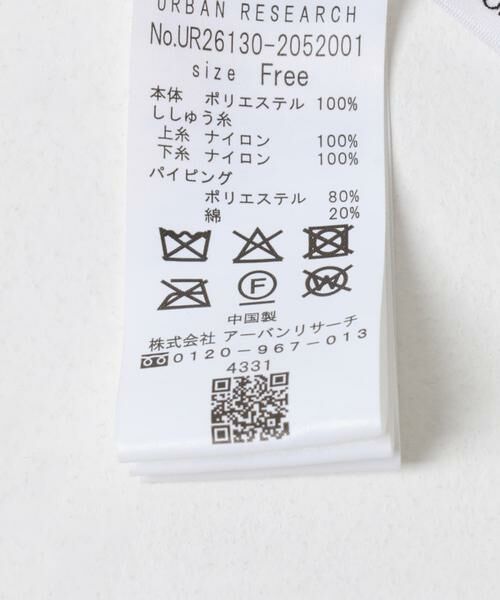 URBAN RESEARCH
No.UR26130-2052001
size Free
本体 ポリエステル 100%
ししゅう糸
上糸 ナイロン 100%
下糸 ナイロン 100%
パイピング
ポリエステル 80%
綿 20%
F
W
中国製
株式会社 アーバンリサーチ
0120-967-013
4331